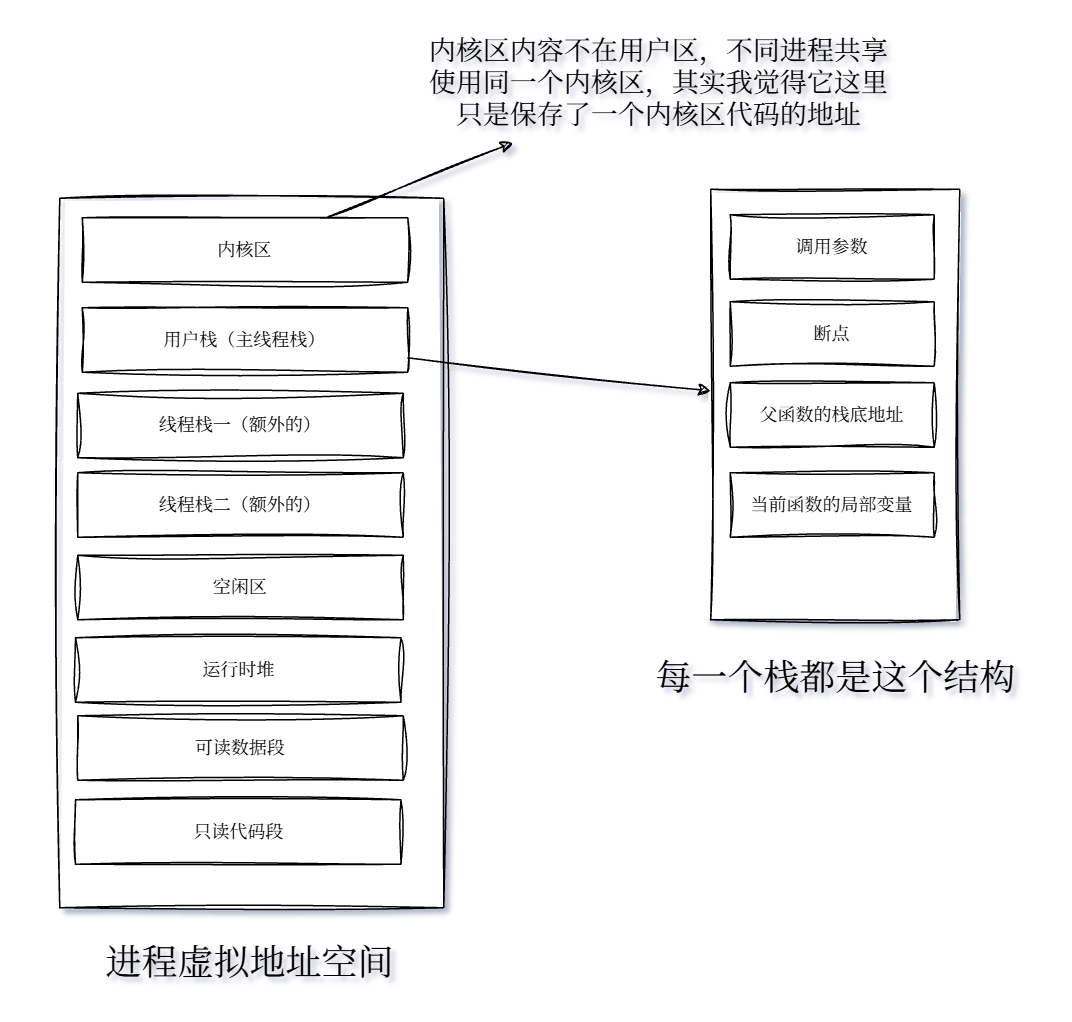 内核区内容不在用户区，不同进程共享
使用同一个内核区，其实我觉得它这里
只是保存了一个内核区代码的地址
内核区
用户栈（主线程栈）
线程栈一（额外的）
线程栈二（额外的）
空闲区
运行时堆
可读数据段
只读代码段
进程虚拟地址空间
调用参数
断点
父函数的栈底地址
当前函数的局部变量
每一个栈都是这个结构